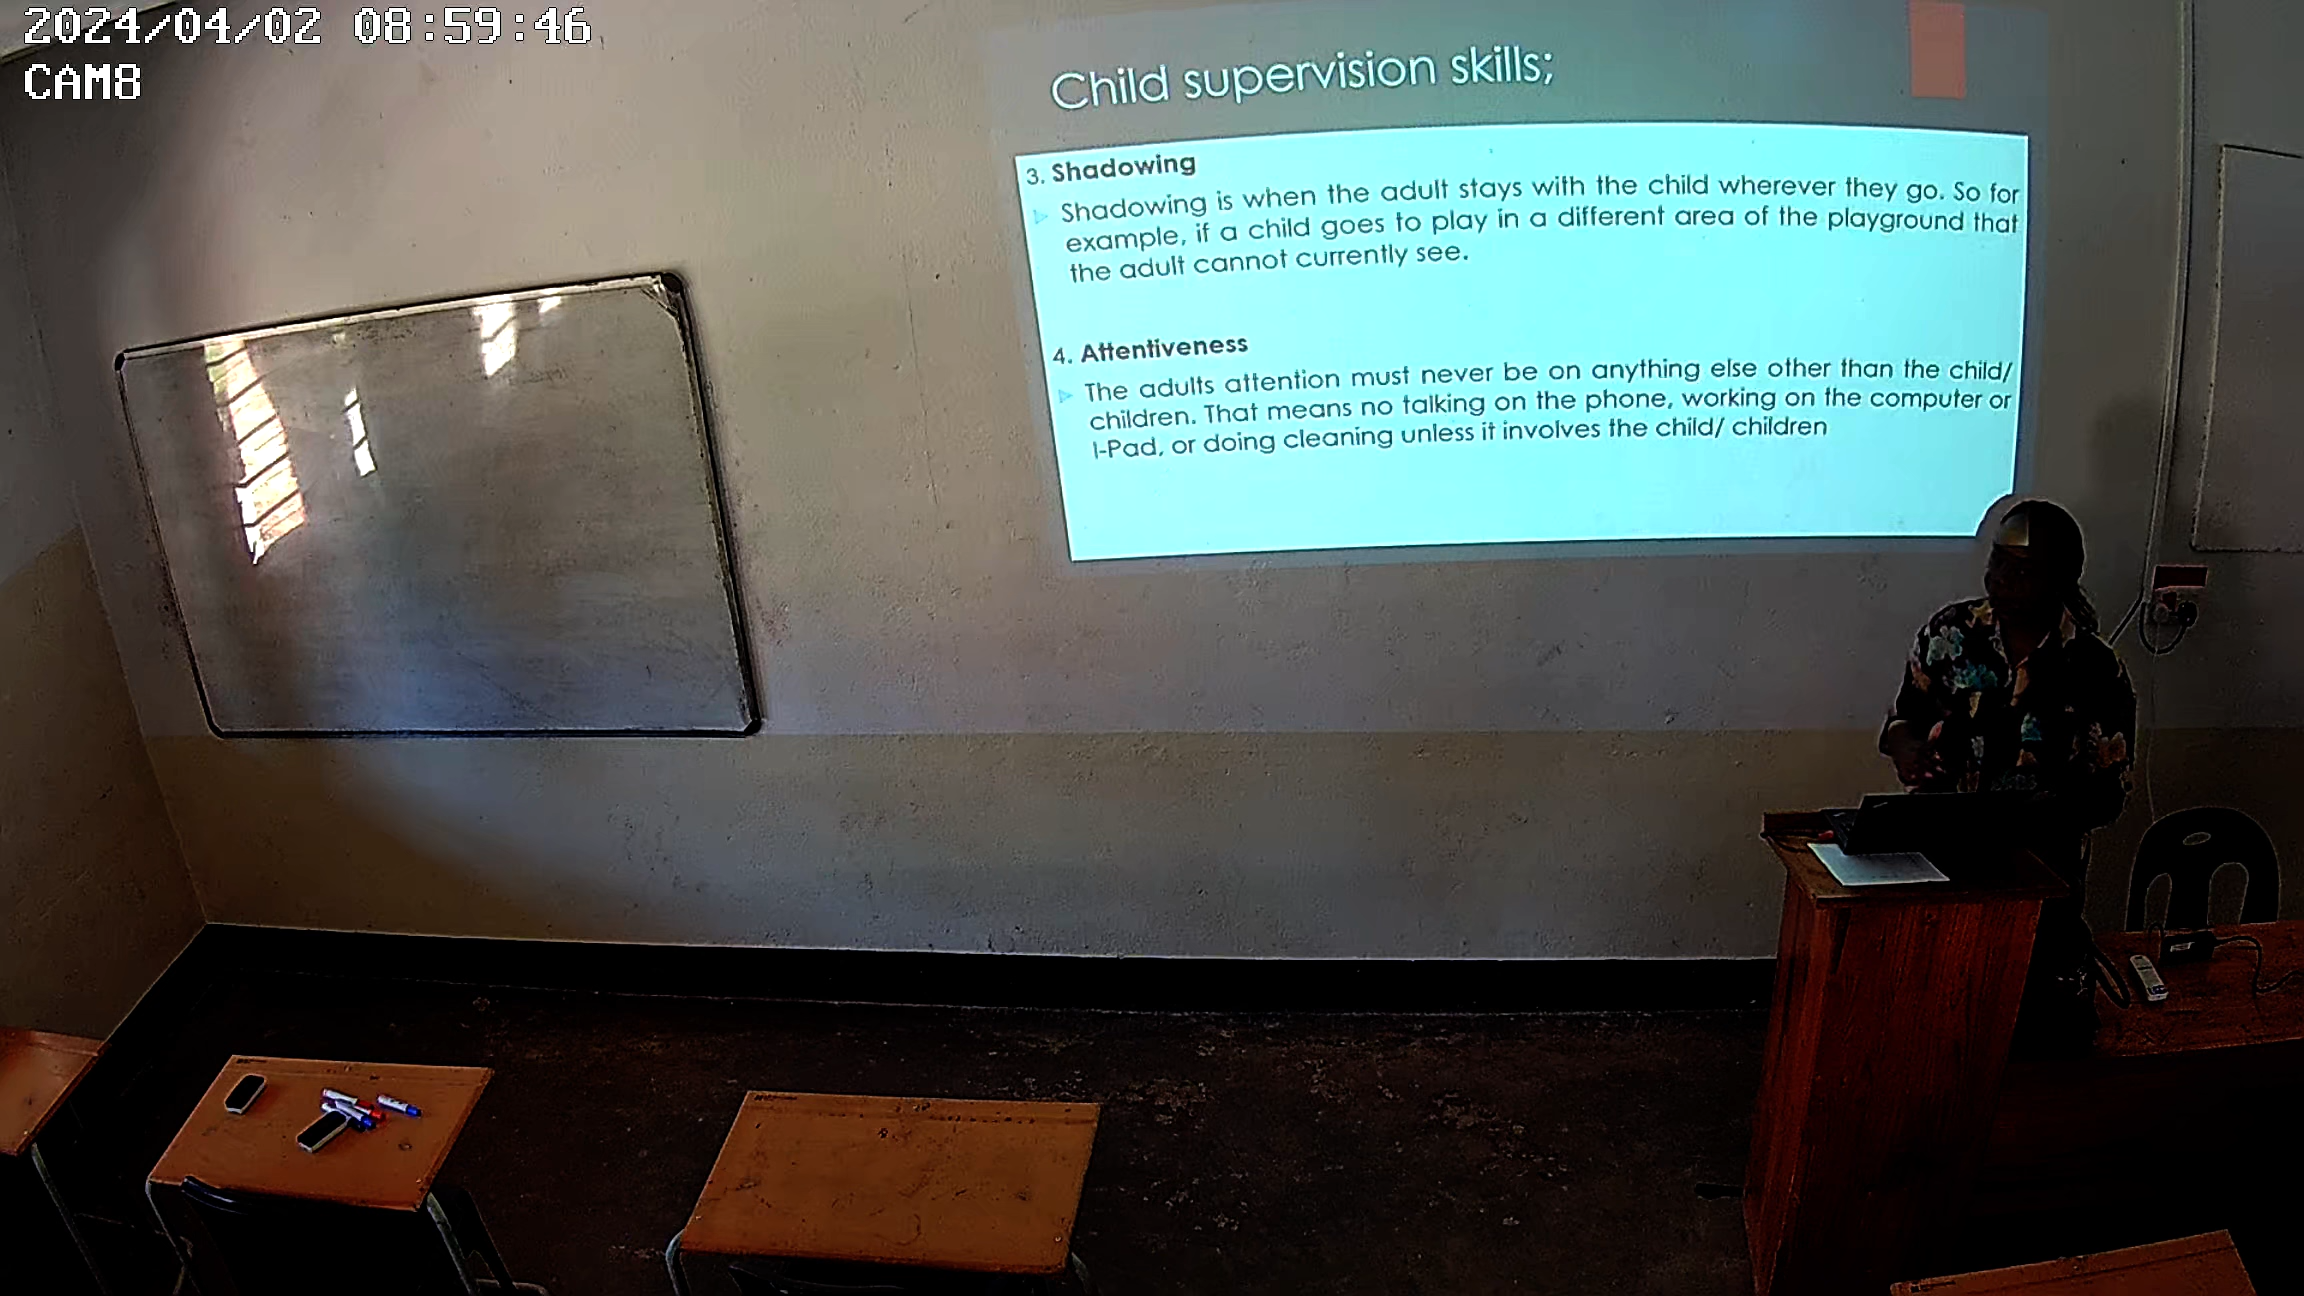 2024/04/02 08:59:46
CAM8
Child supervision skills;
3. Shadowing
Shadowing is when the adult stays with the child wherever they go. So for
example, if a child goes to play in a different area of the playground that
the adult cannot currently see.
4. Attentiveness
The adults attention must never be on anything else other than the child/
children. That means no talking on the phone, working on the computer or
I-Pad, or doing cleaning unless it involves the child/ children